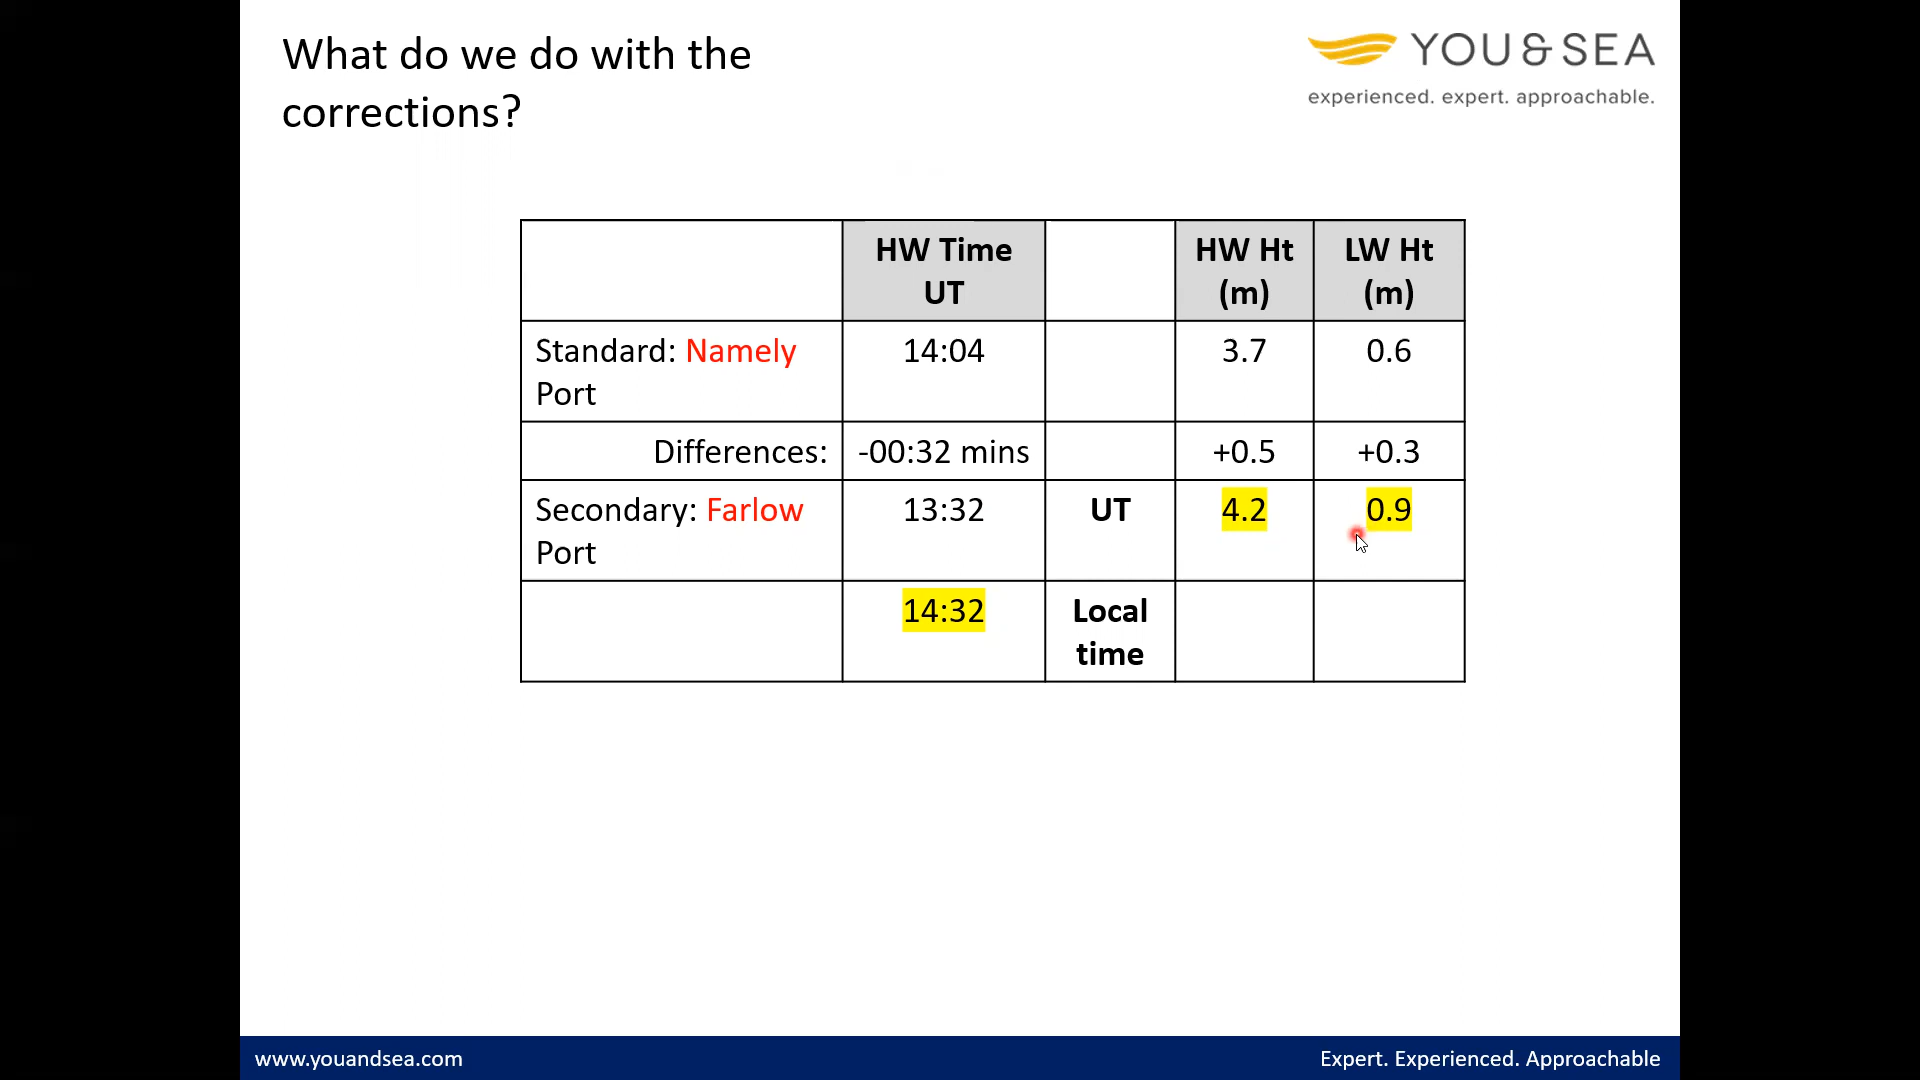 What do we do with the
corrections?
YOU & SEA
experienced. expert. approachable.
HW Time
UT
HW Ht
(m)
LW Ht
(m)
Standard: Namely
Port
14:04
3.7
0.6
Differences:
-00:32 mins
+0.5
+0.3
Secondary: Farlow
Port
13:32
UT
4.2
0.9
14:32
Local
time
www.youandsea.com
Expert. Experienced. Approachable